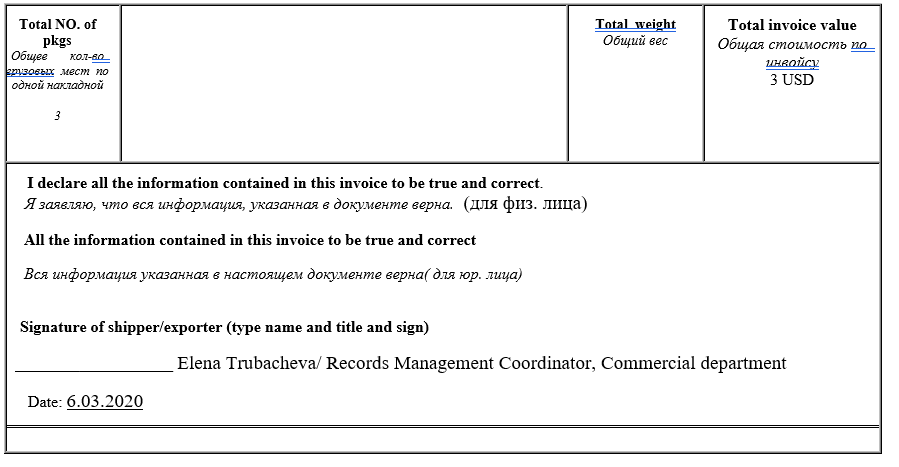 Total NO. of
pkgs
Общее кол-во
грузовых мест по
одной накладной
3
Total weight
Общий вес
Total invoice value
Общая стоимость по
инвойсу
3 USD
I declare all the information contained in this invoice to be true and correct.
Я заявляю, что вся информация, указанная в документе верна. (для физ. лица)
All the information contained in this invoice to be true and correct
Вся информация указанная в настоящем документе верна( для юр. лица)
Signature of shipper/exporter (type name and title and sign)
_________________ Elena Trubacheva/ Records Management Coordinator, Commercial department
Date: 6.03.2020